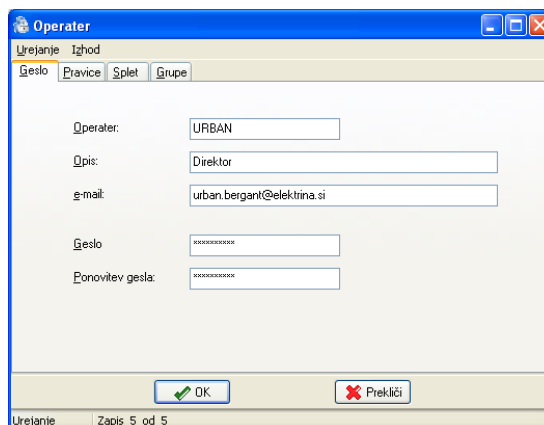 Operater
Urejanje Izhod
Geslo Pravice Splet Grupe
Operater: URBAN
Opis: Direktor
e-mail: urban.bergant@elektrina.si
Geslo **********
Ponovitev gesla: **********
OK Prekliči
Urejanje Zapis 5 od 5